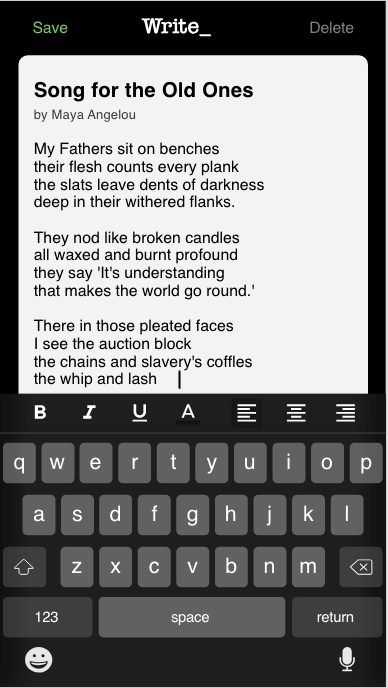 Save Write_ Delete
Song for the Old Ones
by Maya Angelou
My Fathers sit on benches
their flesh counts every plank
the slats leave dents of darkness
deep in their withered flanks.
They nod like broken candles
all waxed and burnt profound
they say 'It's understanding
that makes the world go round.'
There in those pleated faces
I see the auction block
the chains and slavery's coffles
the whip and lash
B I U A
q w e r t y u i o p
a s d f g h j k l
z x c v b n m
123 space return